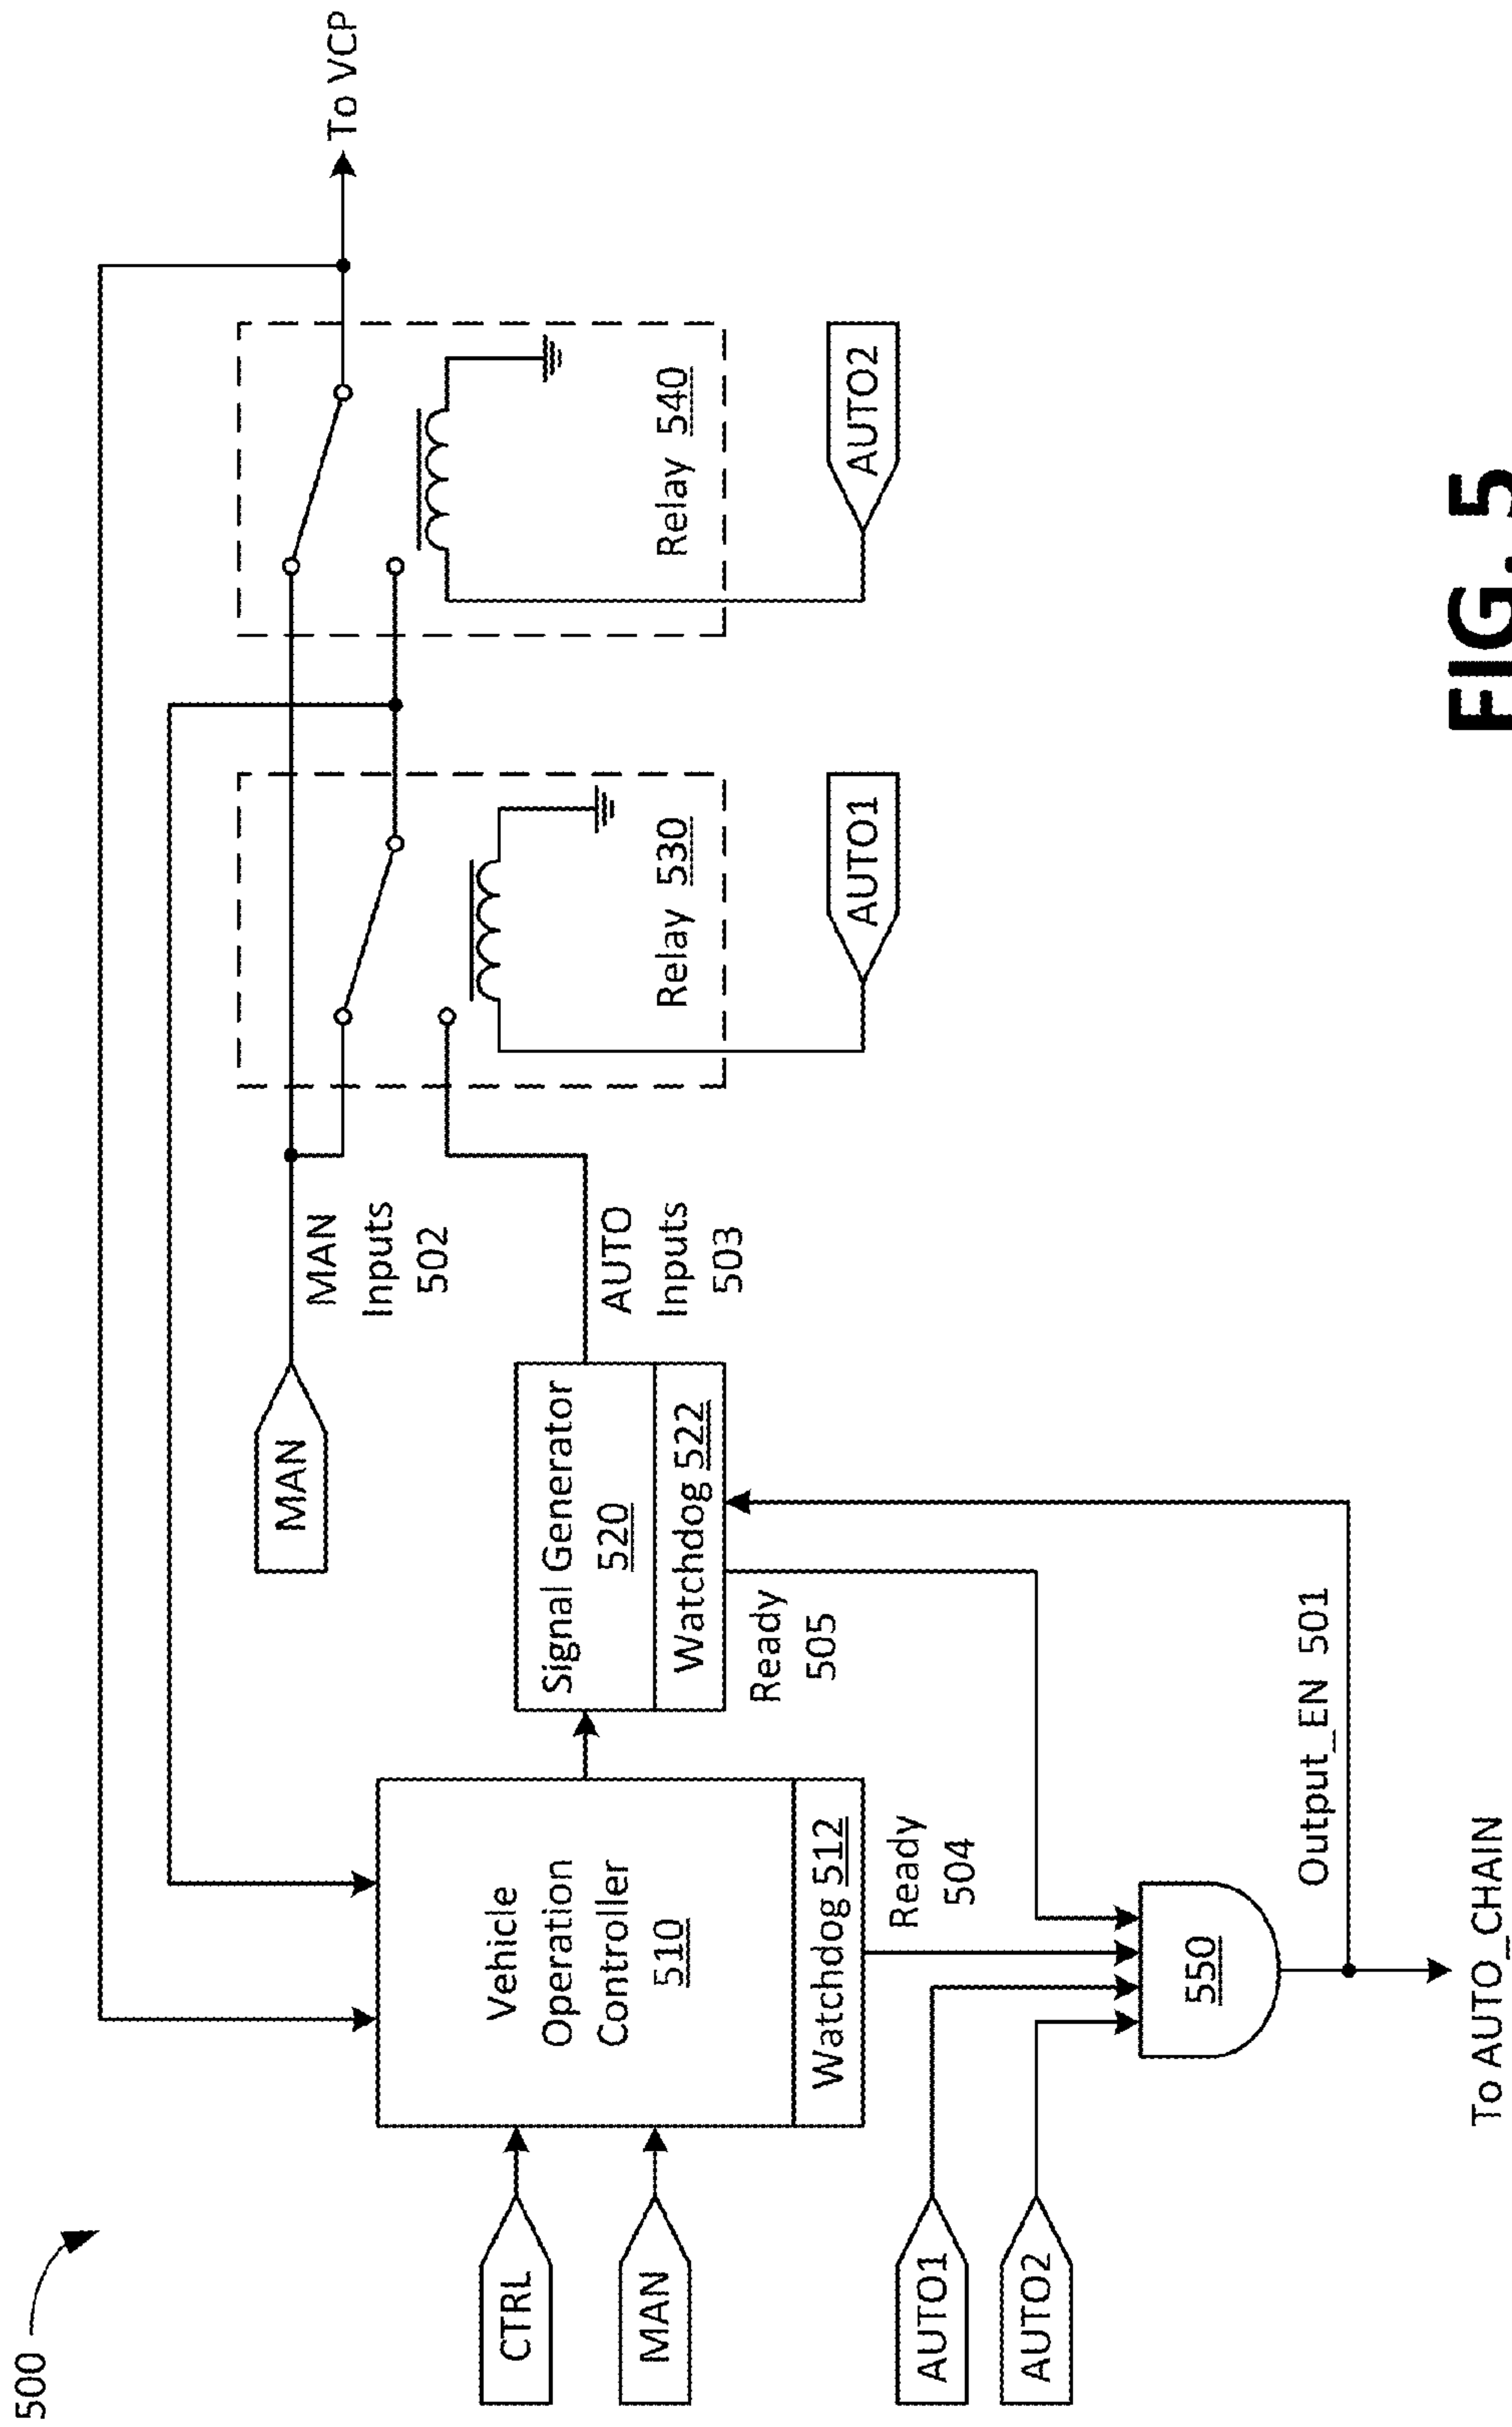 500
To VCP
MAN
MAN
Inputs
502
Relay 530
Relay 540
AUTO1
AUTO2
AUTO
Inputs
503
Signal Generator
520
Watchdog 522
Ready
505
Vehicle
Operation
Controller
510
Watchdog 512
Ready
504
CTRL
MAN
AUTO1
AUTO2
550
Output_EN 501
To AUTO_CHAIN
FIG. 5